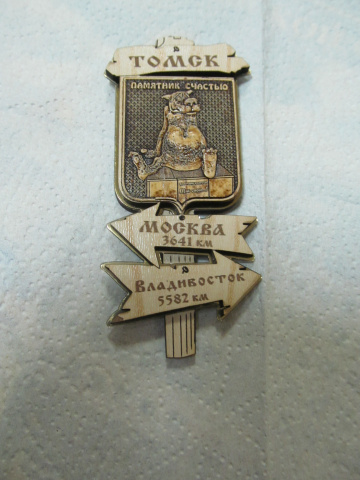 ТОМСК
ПАМЯТНИК СЧАСТЬЮ
МОСКВА
3641 КМ
ВЛАДИВОСТОК
5582 КМ